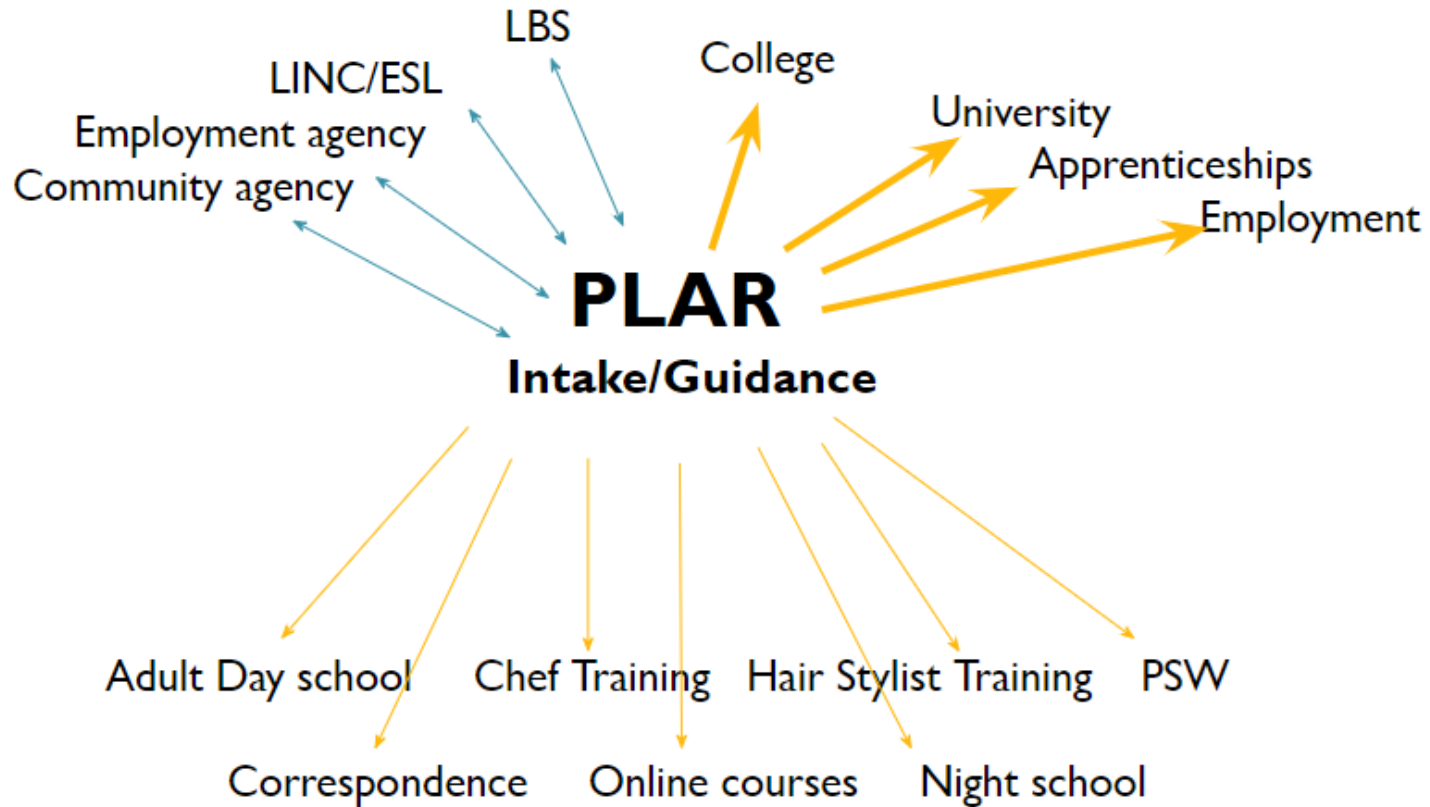 LBS
College
LINC/ESL
University
Employment agency
Apprenticeships
Community agency
Employment
PLAR
Intake/Guidance
Adult Day school
Chef Training
Hair Stylist Training
PSW
Correspondence
Online courses
Night school